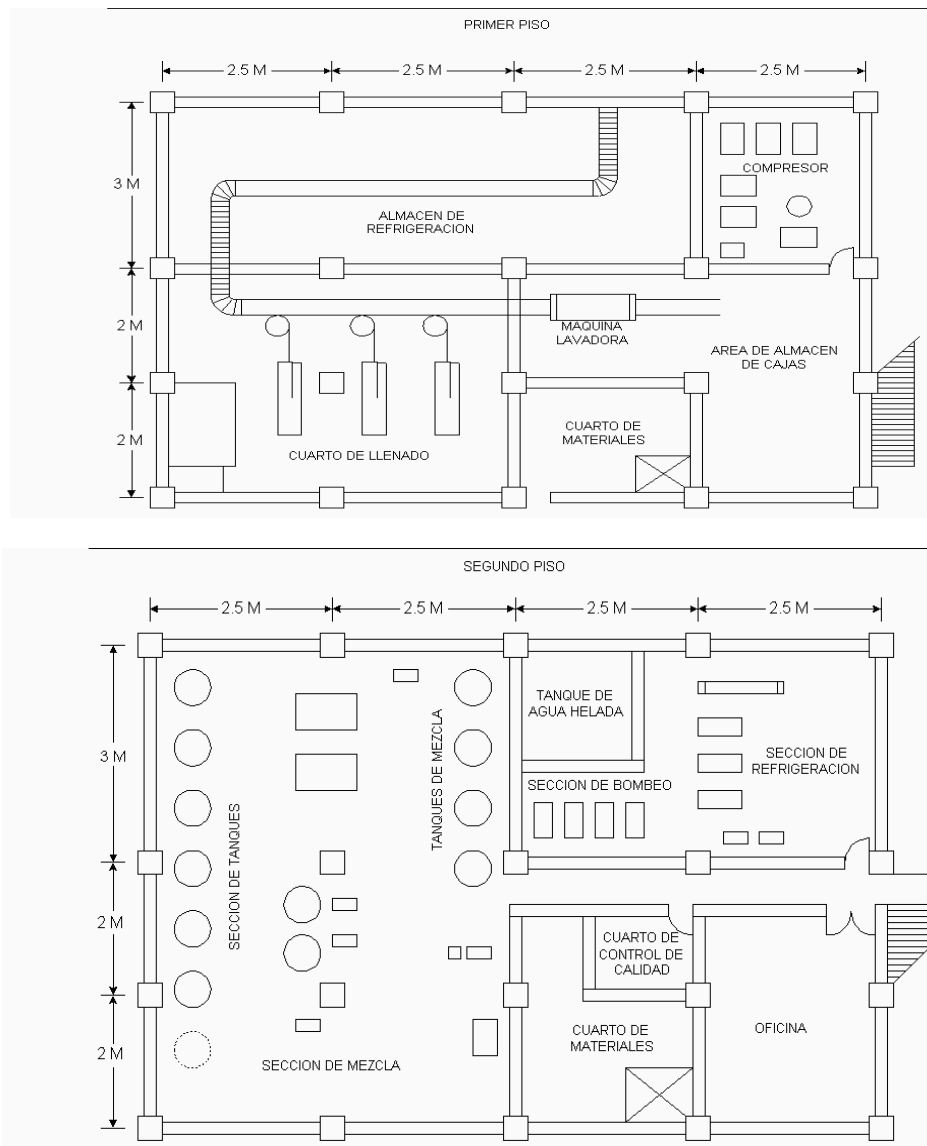 PRIMER PISO
2.5 M 2.5 M 2.5 M 2.5 M
3 M
COMPRESOR
ALMACEN DE
REFRIGERACION
2 M
MAQUINA
LAVADORA
AREA DE ALMACEN
DE CAJAS
2 M
CUARTO DE
MATERIALES
CUARTO DE LLENADO
SEGUNDO PISO
2.5 M 2.5 M 2.5 M 2.5 M
3 M
TANQUE DE
AGUA HELADA
TANQUES DE MEZCLA
SECCION DE
REFRIGERACION
SECCION DE BOMBEO
SECCION DE TANQUES
2 M
CUARTO DE
CONTROL DE
CALIDAD
2 M
CUARTO DE
MATERIALES
OFICINA
SECCION DE MEZCLA